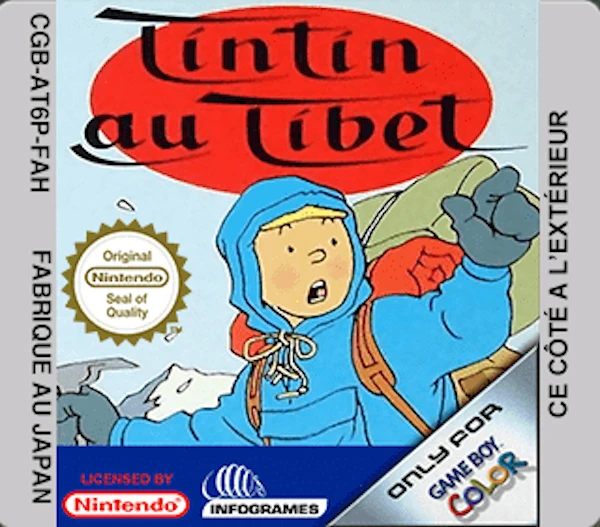 Tintin
au Tibet
CGB-AT6P-FAH
FABRIQUE AU JAPAN
Original
Nintendo
Seal of
Quality
TM
CE CÔTÉ A L'EXTÉRIEUR
LICENSED BY
Nintendo
INFOGRAMES
ONLY FOR
GAME BOY
COLOR